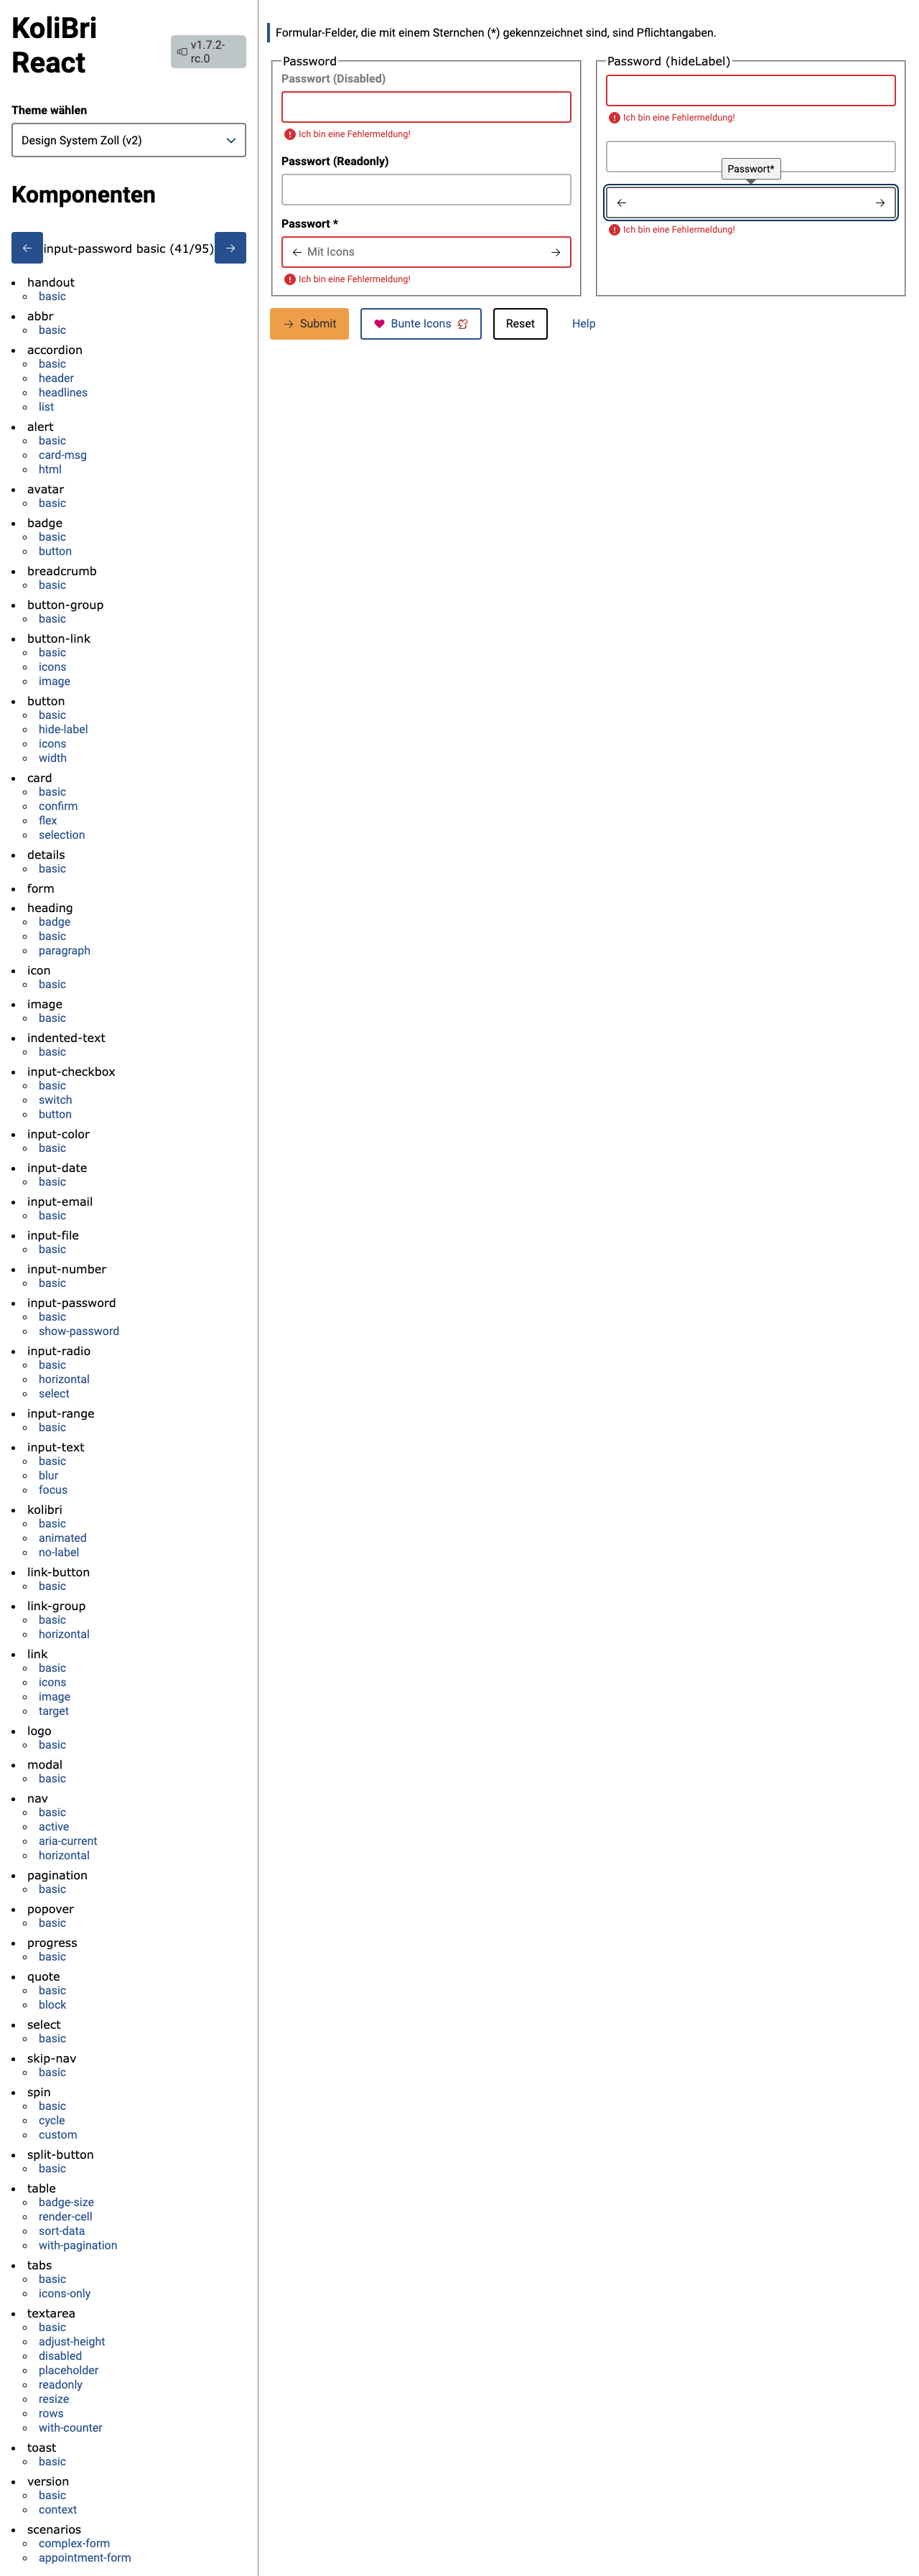 KoliBri
React
v1.7.2-
rc.0
Theme wählen
Design System Zoll (v2)
Komponenten
input-password basic (41/95)
handout
basic
abbr
basic
accordion
basic
header
headlines
list
alert
basic
card-msg
html
avatar
basic
badge
basic
button
breadcrumb
basic
button-group
basic
button-link
basic
icons
image
button
basic
hide-label
icons
width
card
basic
confirm
flex
selection
details
basic
form
heading
badge
basic
paragraph
icon
basic
image
basic
indented-text
basic
input-checkbox
basic
switch
button
input-color
basic
input-date
basic
input-email
basic
input-file
basic
input-number
basic
input-password
basic
show-password
input-radio
basic
horizontal
select
input-range
basic
input-text
basic
blur
focus
kolibri
basic
animated
no-label
link-button
basic
link-group
basic
horizontal
link
basic
icons
image
target
logo
basic
modal
basic
nav
basic
active
aria-current
horizontal
pagination
basic
popover
basic
progress
basic
quote
basic
block
select
basic
skip-nav
basic
spin
basic
cycle
custom
split-button
basic
table
badge-size
render-cell
sort-data
with-pagination
tabs
basic
icons-only
textarea
basic
adjust-height
disabled
placeholder
readonly
resize
rows
with-counter
toast
basic
version
basic
context
scenarios
complex-form
appointment-form
Formular-Felder, die mit einem Sternchen (*) gekennzeichnet sind, sind Pflichtangaben.
Password
Passwort (Disabled)
Ich bin eine Fehlermeldung!
Passwort (Readonly)
Passwort *
Mit Icons
Ich bin eine Fehlermeldung!
Password (hideLabel)
Ich bin eine Fehlermeldung!
Passwort*
Ich bin eine Fehlermeldung!
Submit
Bunte Icons
Reset
Help